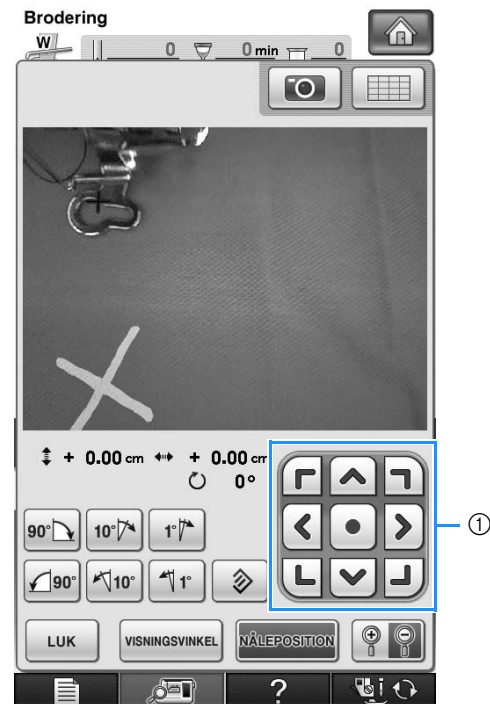 Brodering
W 0 0 min 0
+ 0.00 cm + 0.00 cm
0°
90° 10° 1°
90° 10° 1°
①
LUK VISNINGSVINKEL NÅLEPOSITION
?